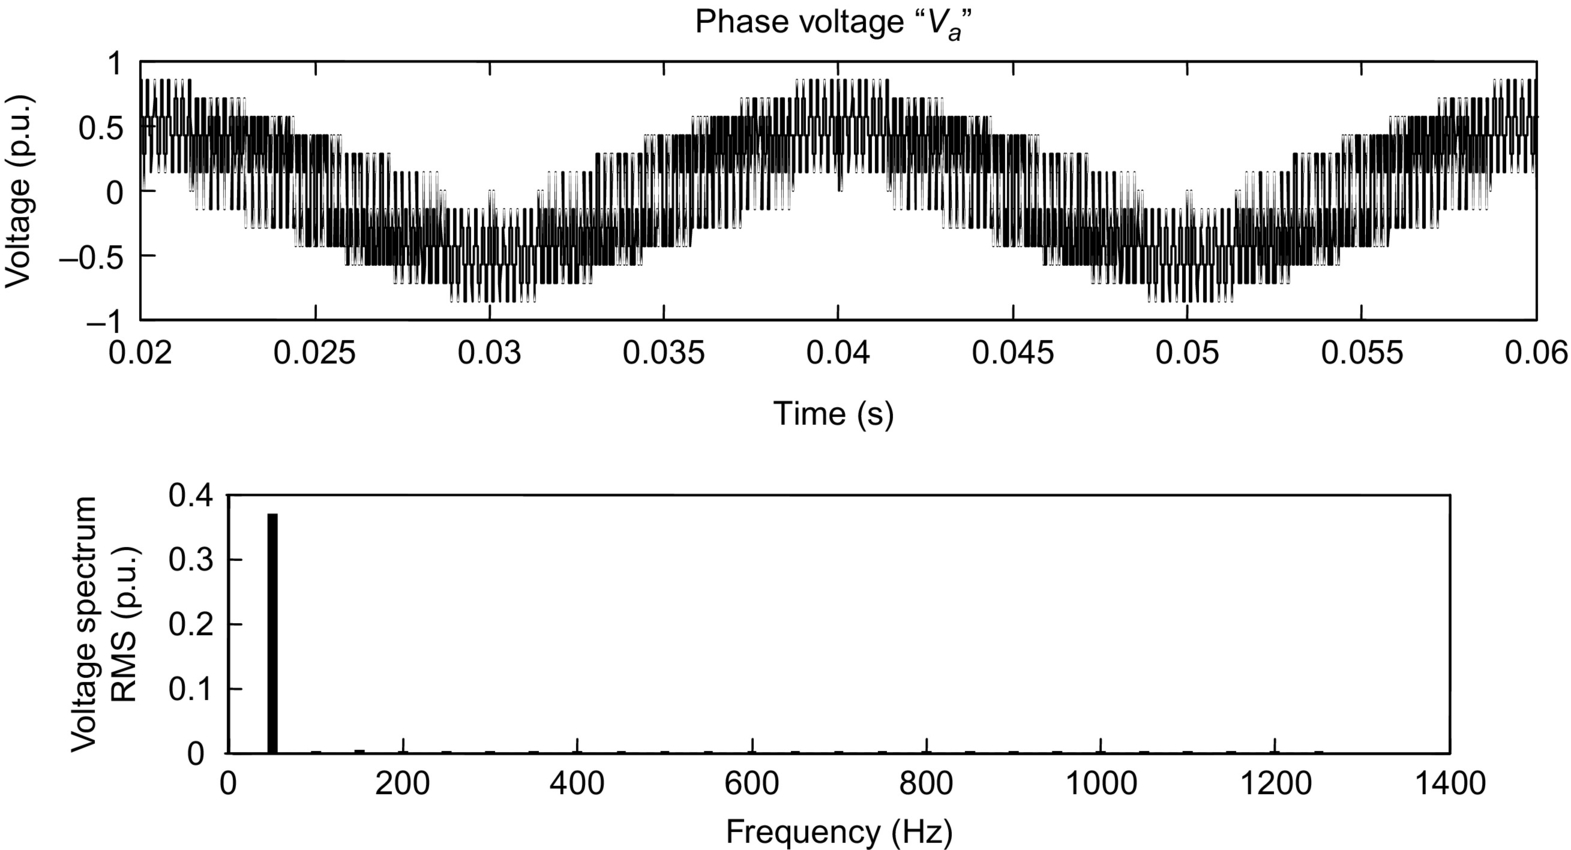 Phase voltage “Va”
Voltage (p.u.)
1
0.5
0
–0.5
–1
0.02 0.025 0.03 0.035 0.04 0.045 0.05 0.055 0.06
Time (s)
Voltage spectrum
RMS (p.u.)
0.4
0.3
0.2
0.1
0
0 200 400 600 800 1000 1200 1400
Frequency (Hz)